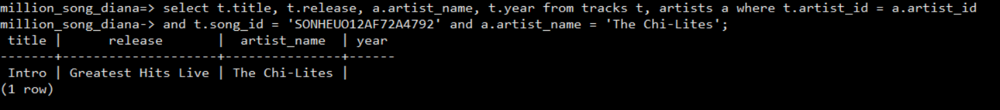 million_song_diana=> select t.title, t.release, a.artist_name, t.year from tracks t, artists a where t.artist_id = a.artist_id
million_song_diana-> and t.song_id = 'SONHEUO12AF72A4792' and a.artist_name = 'The Chi-Lites';
 title |      release       |  artist_name  | year
-------+--------------------+---------------+------
 Intro | Greatest Hits Live | The Chi-Lites |
(1 row)